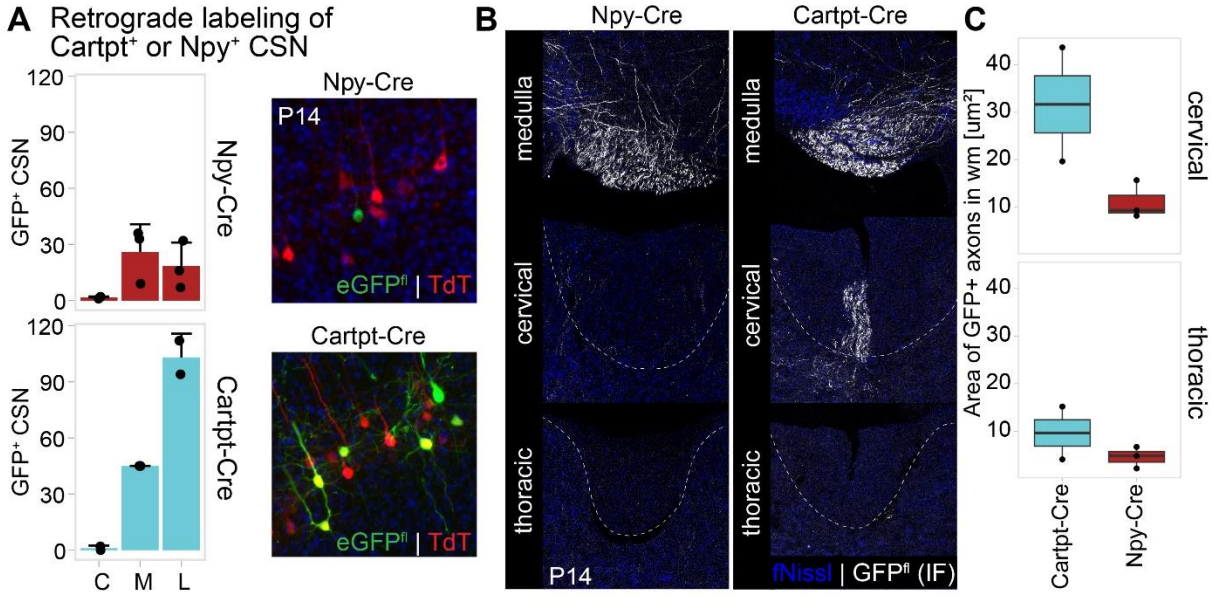 A Retrograde labeling of
Cartpt⁺ or Npy⁺ CSN
120
90
60
30
0
GFP⁺ CSN
Npy-Cre
120
90
60
30
0
GFP⁺ CSN
Cartpt-Cre
C M L
Npy-Cre
P14
eGFPᶠˡ | TdT
Cartpt-Cre
eGFPᶠˡ | TdT
B
Npy-Cre
Cartpt-Cre
medulla
medulla
cervical
cervical
thoracic
thoracic
P14
fNissl | GFPᶠˡ (IF)
C
Area of GFP+ axons in wm [um²]
40
30
20
10
cervical
40
30
20
10
thoracic
Cartpt-Cre
Npy-Cre